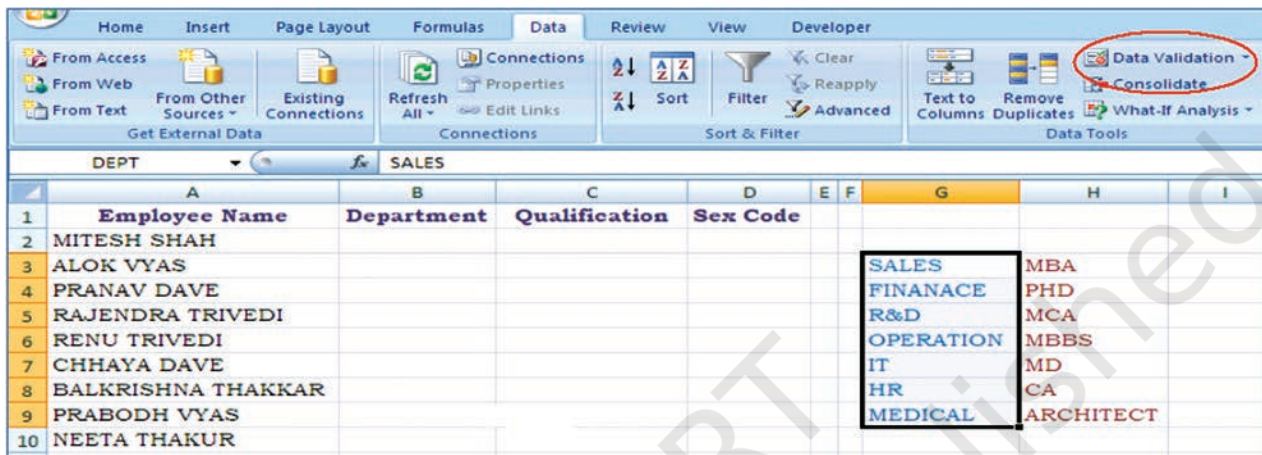 Home Insert Page Layout Formulas Data Review View Developer
From Access
From Web
From Text
From Other Sources
Existing Connections
Get External Data
Refresh All
Connections
Properties
Edit Links
Connections
Sort
Filter
Clear
Reapply
Advanced
Sort & Filter
Text to Columns
Remove Duplicates
Data Validation
Consolidate
What-If Analysis
Data Tools
DEPT fx SALES
A B C D E F G H I
1 Employee Name Department Qualification Sex Code
2 MITESH SHAH
3 ALOK VYAS SALES MBA
4 PRANAV DAVE FINANACE PHD
5 RAJENDRA TRIVEDI R&D MCA
6 RENU TRIVEDI OPERATION MBBS
7 CHHAYA DAVE IT MD
8 BALKRISHNA THAKKAR HR CA
9 PRABODH VYAS MEDICAL ARCHITECT
10 NEETA THAKUR